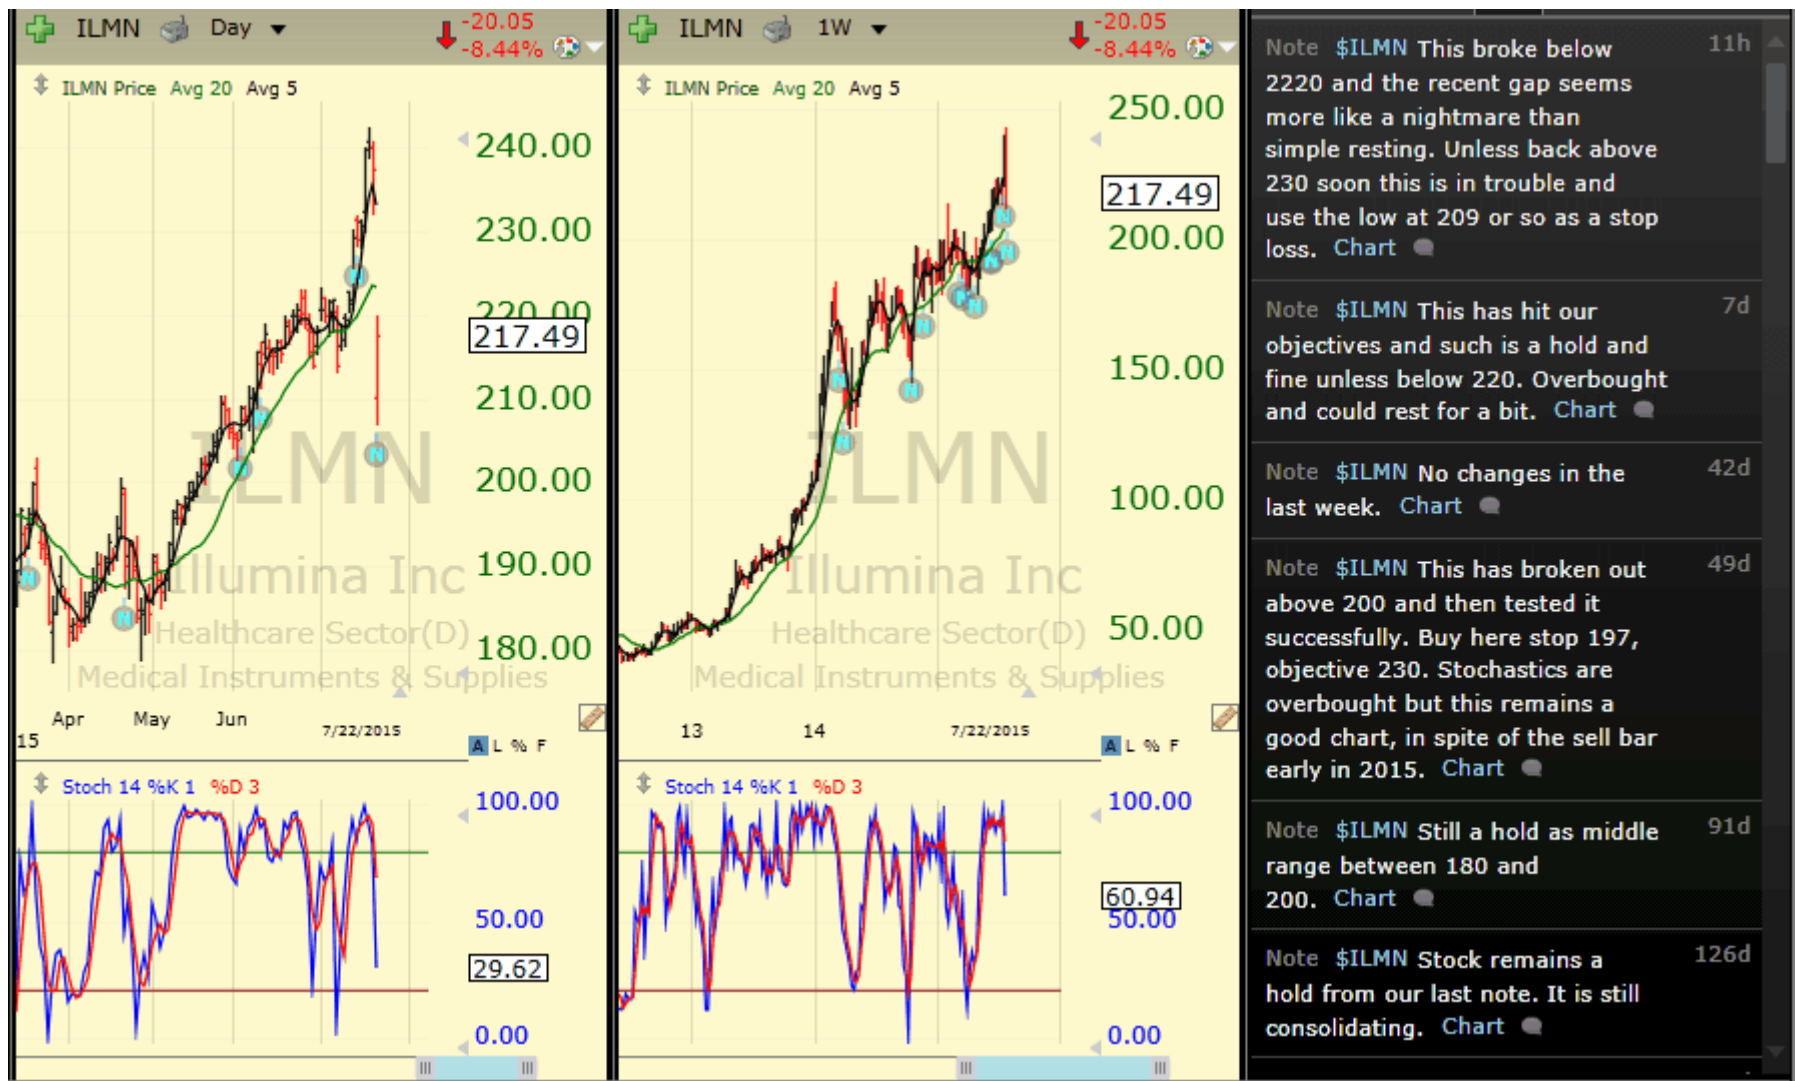 ILMN Day -20.05
-8.44%
ILMN Price Avg 20 Avg 5
240.00
230.00
220.00
217.49
210.00
200.00
190.00
180.00
ILMN
Illumina Inc
Healthcare Sector(D)
Medical Instruments & Supplies
N
N
N
N
N
N
15 Apr May Jun 7/22/2015
A L % F
Stoch 14 %K 1 %D 3
100.00
50.00
29.62
0.00
ILMN 1W -20.05
-8.44%
ILMN Price Avg 20 Avg 5
250.00
217.49
200.00
150.00
100.00
50.00
ILMN
Illumina Inc
Healthcare Sector(D)
Medical Instruments & Supplies
N
N
N
N
N
N
N
N
N
13 14 7/22/2015
A L % F
Stoch 14 %K 1 %D 3
100.00
60.94
50.00
0.00
Note $ILMN This broke below 11h
2220 and the recent gap seems
more like a nightmare than
simple resting. Unless back above
230 soon this is in trouble and
use the low at 209 or so as a stop
loss. Chart
Note $ILMN This has hit our 7d
objectives and such is a hold and
fine unless below 220. Overbought
and could rest for a bit. Chart
Note $ILMN No changes in the 42d
last week. Chart
Note $ILMN This has broken out 49d
above 200 and then tested it
successfully. Buy here stop 197,
objective 230. Stochastics are
overbought but this remains a
good chart, in spite of the sell bar
early in 2015. Chart
Note $ILMN Still a hold as middle 91d
range between 180 and
200. Chart
Note $ILMN Stock remains a 126d
hold from our last note. It is still
consolidating. Chart